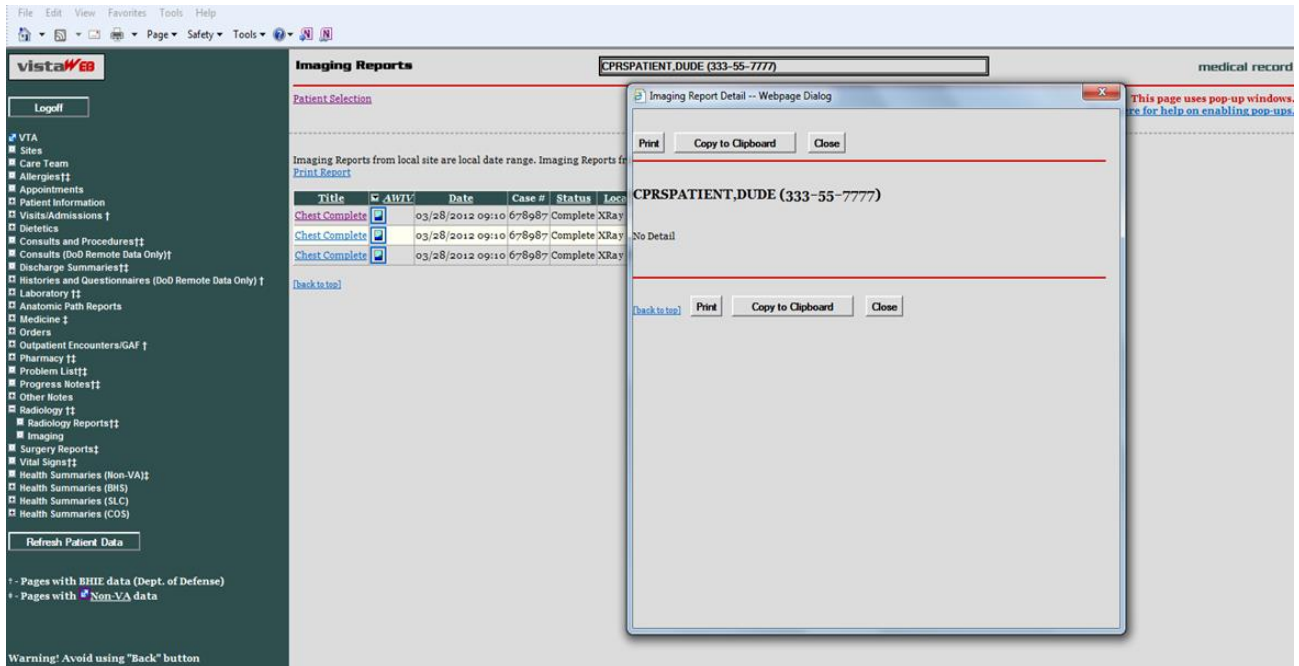 File Edit View Favorites Tools Help
Page Safety Tools
vistaWEB
Imaging Reports
CPRSPATIENT,DUDE (333-55-7777)
medical record
Logoff
Patient Selection
This page uses pop-up windows.
re for help on enabling pop-ups.
VTA
Sites
Care Team
Allergies†‡
Appointments
Patient Information
Visits/Admissions †
Dietetics
Consults and Procedures†‡
Consults (DoD Remote Data Only)†
Discharge Summaries†‡
Histories and Questionnaires (DoD Remote Data Only) †
Laboratory †‡
Anatomic Path Reports
Medicine ‡
Orders
Outpatient Encounters/GAF †
Pharmacy †‡
Problem List†‡
Progress Notes†‡
Other Notes
Radiology †‡
Radiology Reports†‡
Imaging
Surgery Reports‡
Vital Signs†‡
Health Summaries (Non-VA)‡
Health Summaries (BHS)
Health Summaries (SLC)
Health Summaries (COS)
Refresh Patient Data
† - Pages with BHIE data (Dept. of Defense)
‡ - Pages with Non-VA data
Warning! Avoid using "Back" button
Imaging Reports from local site are local date range. Imaging Reports fr
Print Report
Title AWIV Date Case # Status Loca
Chest Complete 03/28/2012 09:10 678987 Complete XRay
Chest Complete 03/28/2012 09:10 678987 Complete XRay
Chest Complete 03/28/2012 09:10 678987 Complete XRay
[back to top]
Imaging Report Detail -- Webpage Dialog
Print Copy to Clipboard Close
CPRSPATIENT,DUDE (333-55-7777)
No Detail
[back to top] Print Copy to Clipboard Close